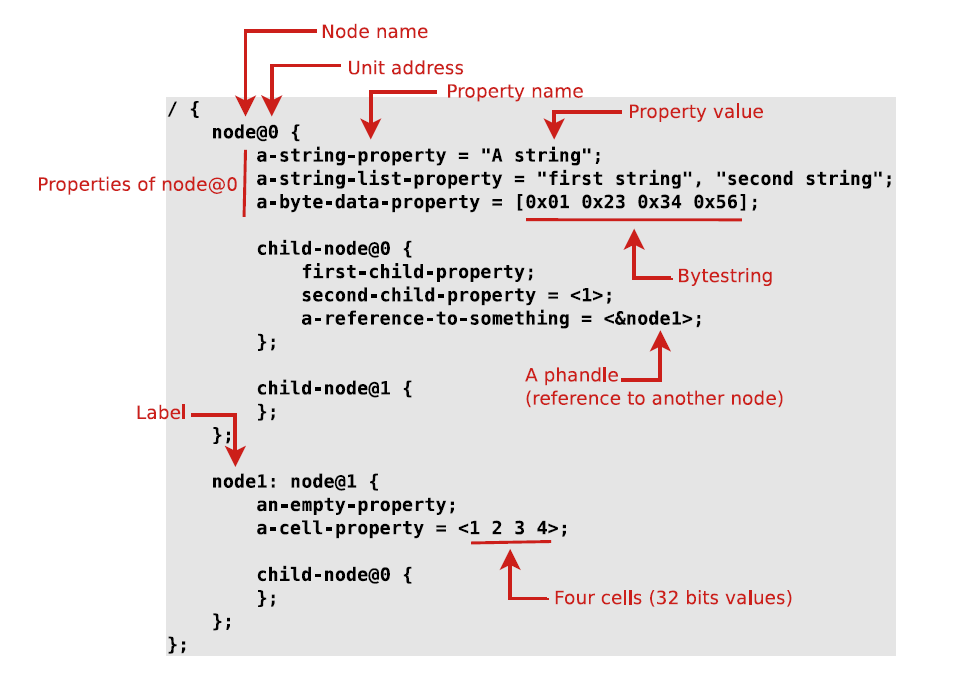 Node name
Unit address
Property name
Property value
/ {
    node@0 {
        a-string-property = "A string";
Properties of node@0
        a-string-list-property = "first string", "second string";
        a-byte-data-property = [0x01 0x23 0x34 0x56];
        child-node@0 {
            first-child-property;
Bytestring
            second-child-property = <1>;
            a-reference-to-something = <&node1>;
        };
A phandle
(reference to another node)
        child-node@1 {
        };
Label
    };
    node1: node@1 {
        an-empty-property;
        a-cell-property = <1 2 3 4>;
        child-node@0 {
        };
Four cells (32 bits values)
    };
};